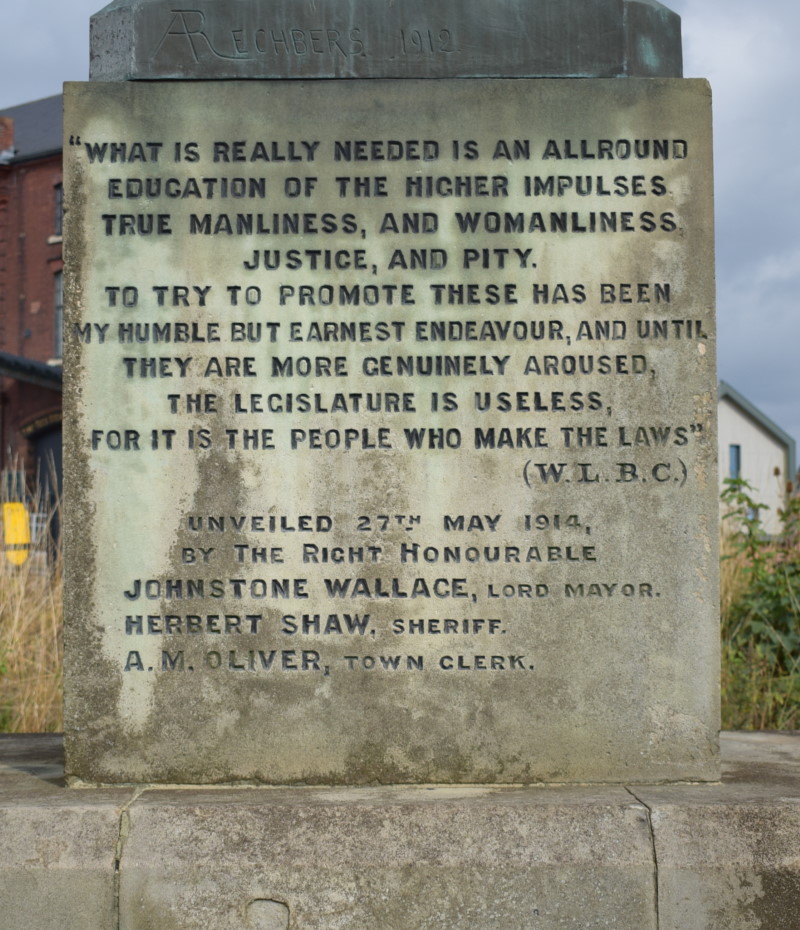 A RECHBERS 1912
“WHAT IS REALLY NEEDED IS AN ALLROUND
EDUCATION OF THE HIGHER IMPULSES
TRUE MANLINESS, AND WOMANLINESS
JUSTICE, AND PITY.
TO TRY TO PROMOTE THESE HAS BEEN
MY HUMBLE BUT EARNEST ENDEAVOUR, AND UNTIL
THEY ARE MORE GENUINELY AROUSED,
THE LEGISLATURE IS USELESS,
FOR IT IS THE PEOPLE WHO MAKE THE LAWS”
(W.L.B.C.)
UNVEILED 27TH MAY 1914,
BY THE RIGHT HONOURABLE
JOHNSTONE WALLACE, LORD MAYOR.
HERBERT SHAW, SHERIFF.
A.M. OLIVER, TOWN CLERK.